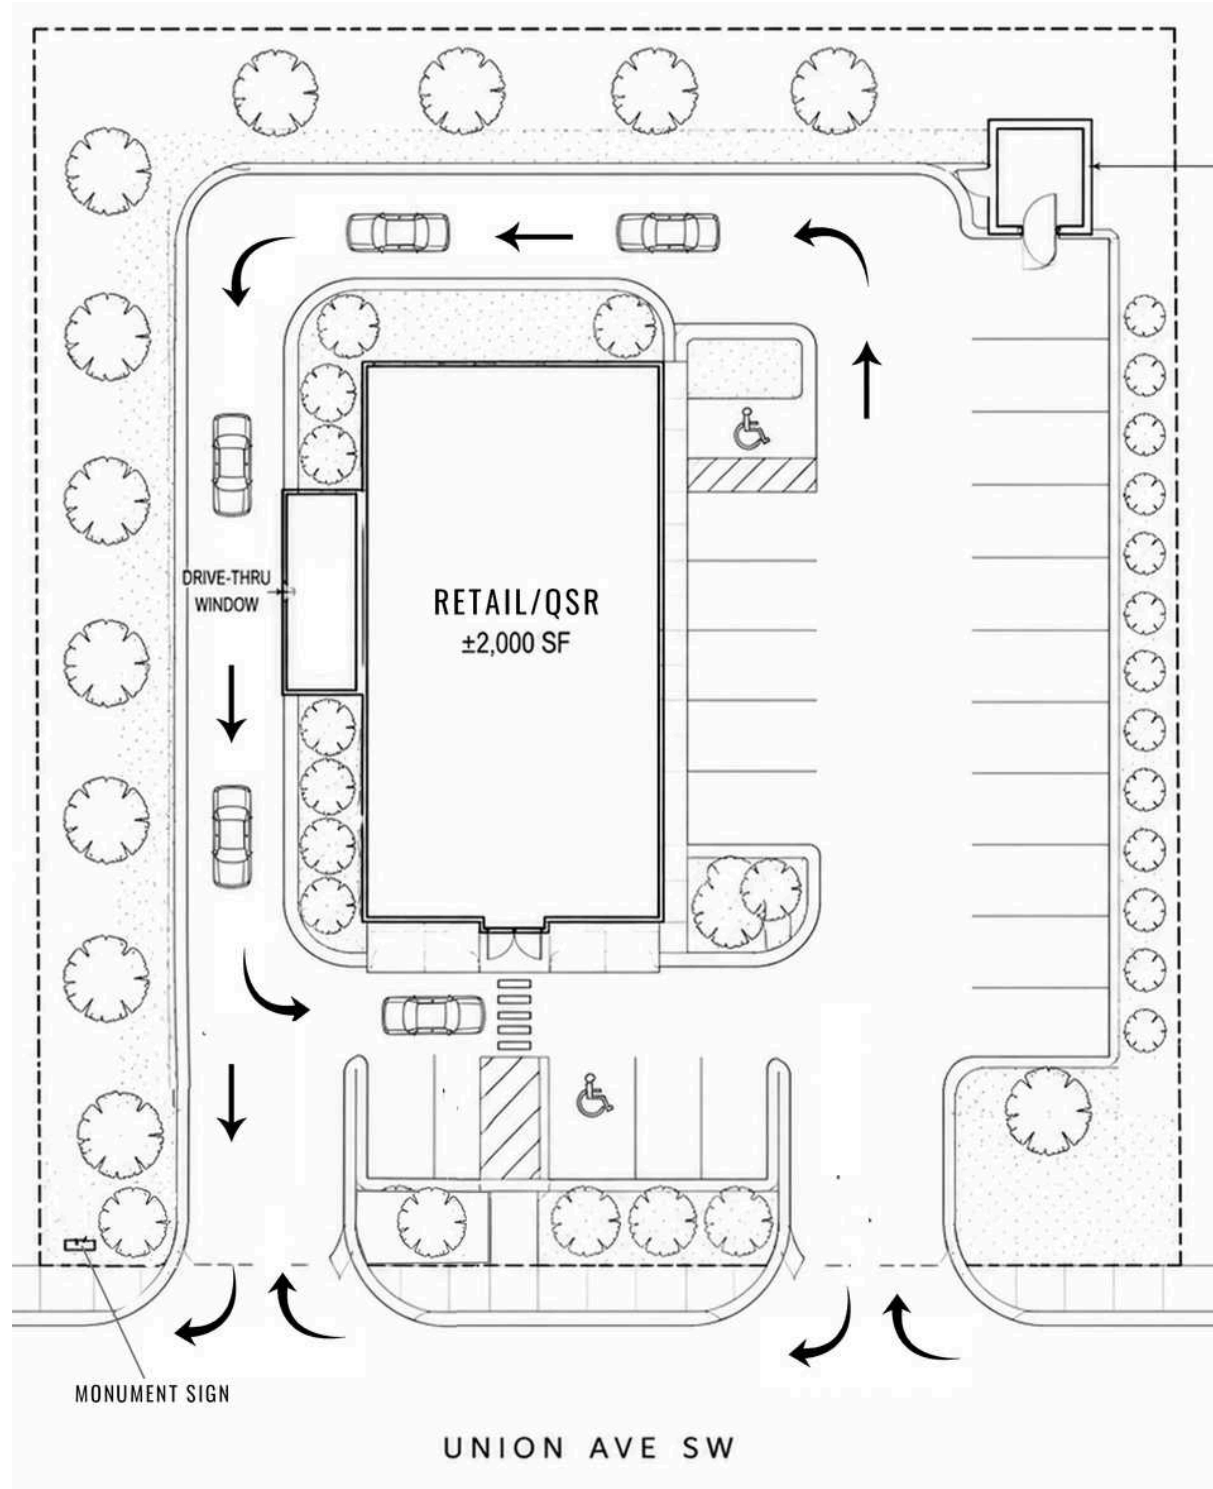 DRIVE-THRU
WINDOW
RETAIL/QSR
±2,000 SF
MONUMENT SIGN
UNION AVE SW